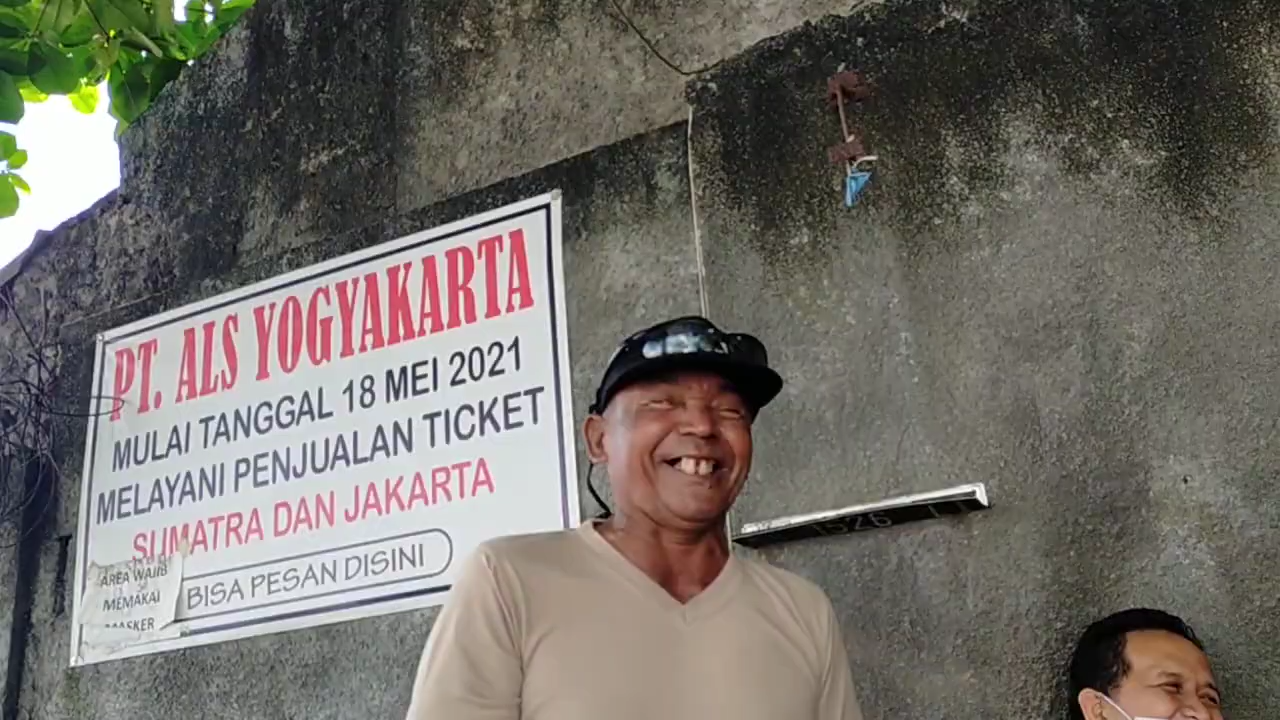 PT. ALS YOGYAKARTA
MULAI TANGGAL 18 MEI 2021
MELAYANI PENJUALAN TICKET
SUMATRA DAN JAKARTA
BISA PESAN DISINI
AREA WAJIB
MEMAKAI
MASKER